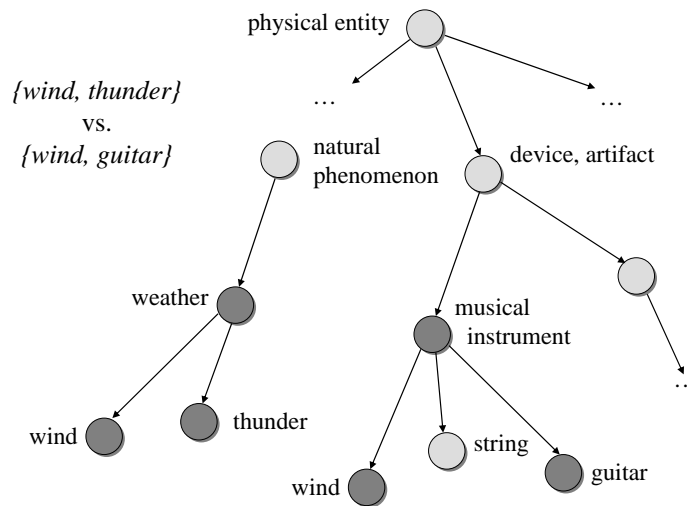 physical entity
{wind, thunder}
vs.
{wind, guitar}
…
…
natural
phenomenon
device, artifact
weather
musical
instrument
…
wind
thunder
string
wind
guitar